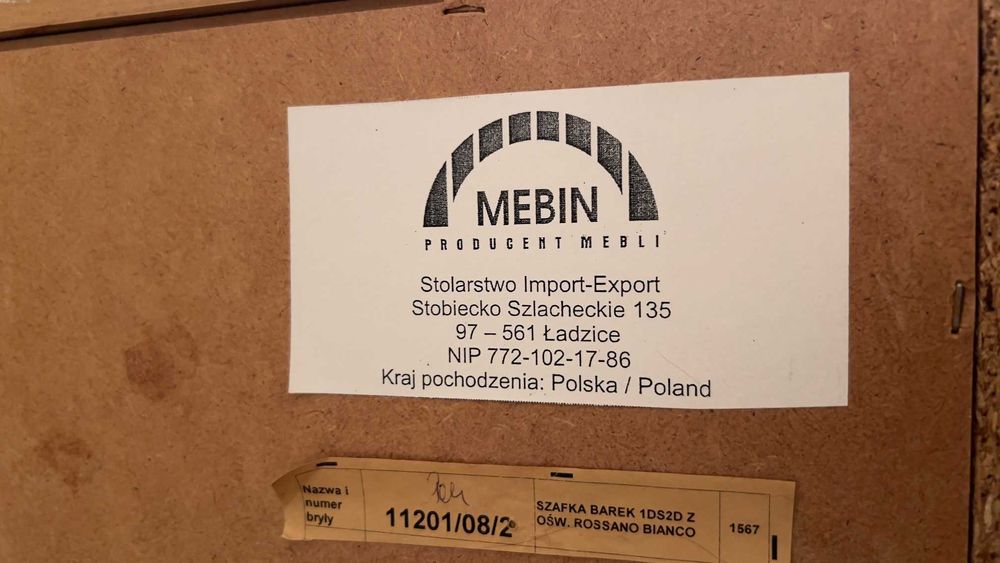 MEBIN
PRODUCENT MEBLI
Stolarstwo Import-Export
Stobiecko Szlacheckie 135
97 – 561 Ładzice
NIP 772-102-17-86
Kraj pochodzenia: Polska / Poland
Nazwa i
numer
bryły
11201/08/2
SZAFKA BAREK 1DS2D Z
OŚW. ROSSANO BIANCO
1567